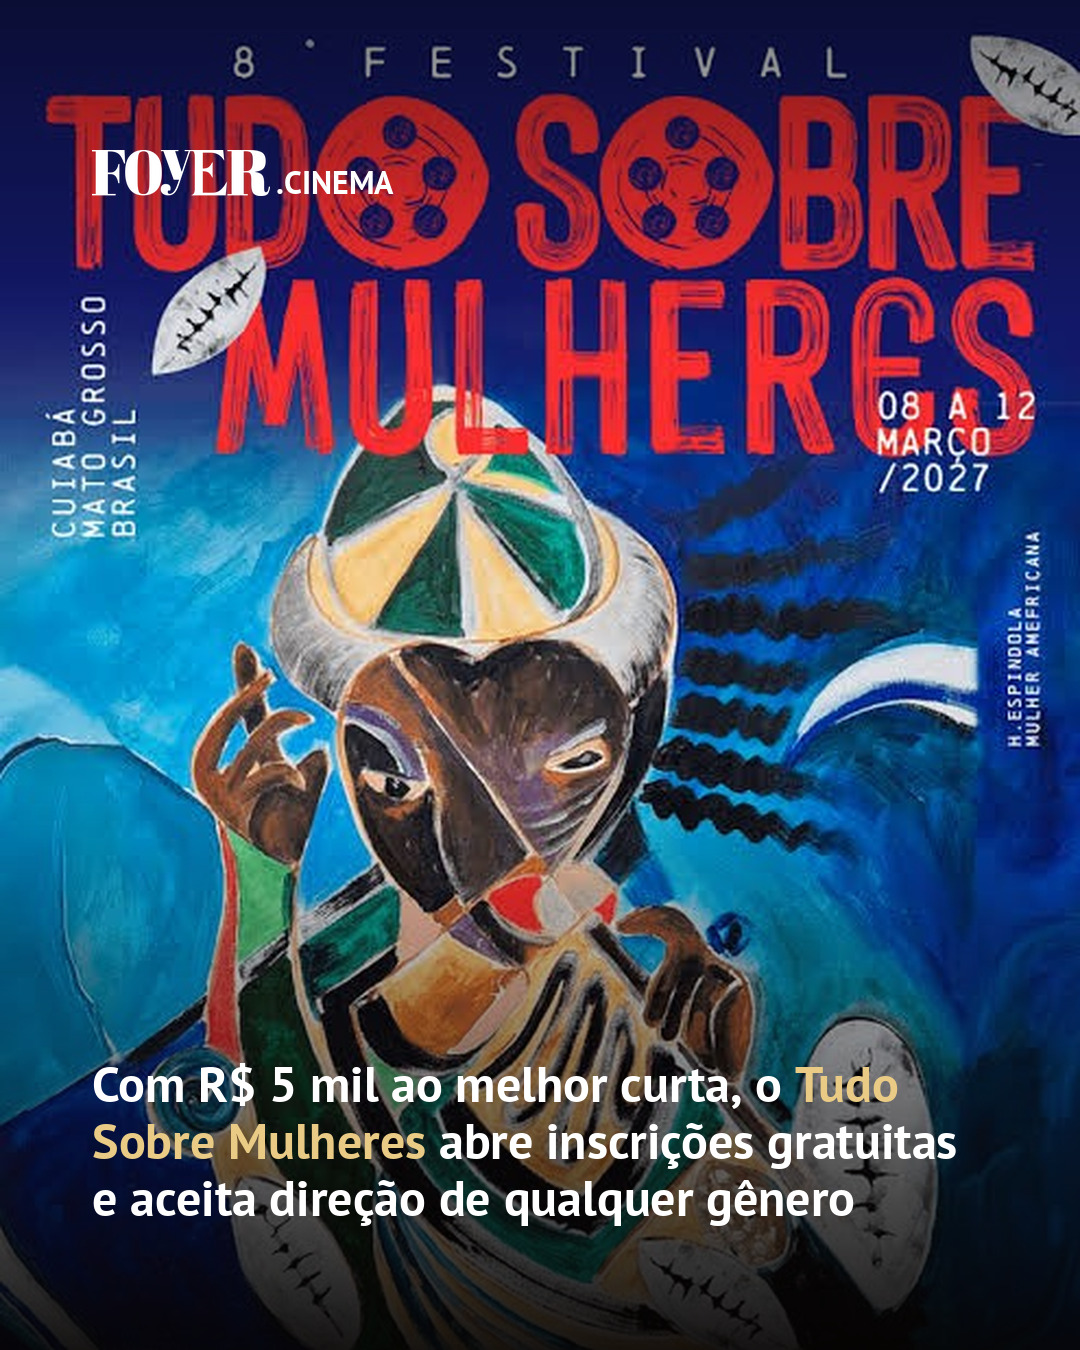 8° FESTIVAL
TUDO SOBRE
FOYER.CINEMA
MULHERES
CUIABÁ
MATO GROSSO
BRASIL
08 A 12
MARÇO
/2027
H.ESPINDOLA
MULHER AMEFRICANA
Com R$ 5 mil ao melhor curta, o Tudo
Sobre Mulheres abre inscrições gratuitas
e aceita direção de qualquer gênero